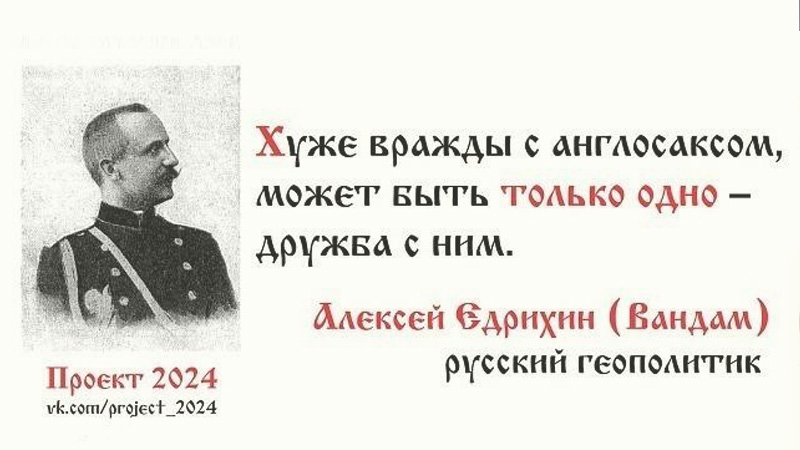 Хуже вражды с англосаксом,
может быть только одно –
дружба с ним.
Алексей Едрихин (Вандам)
русский геополитик
Проект 2024
vk.com/project_2024